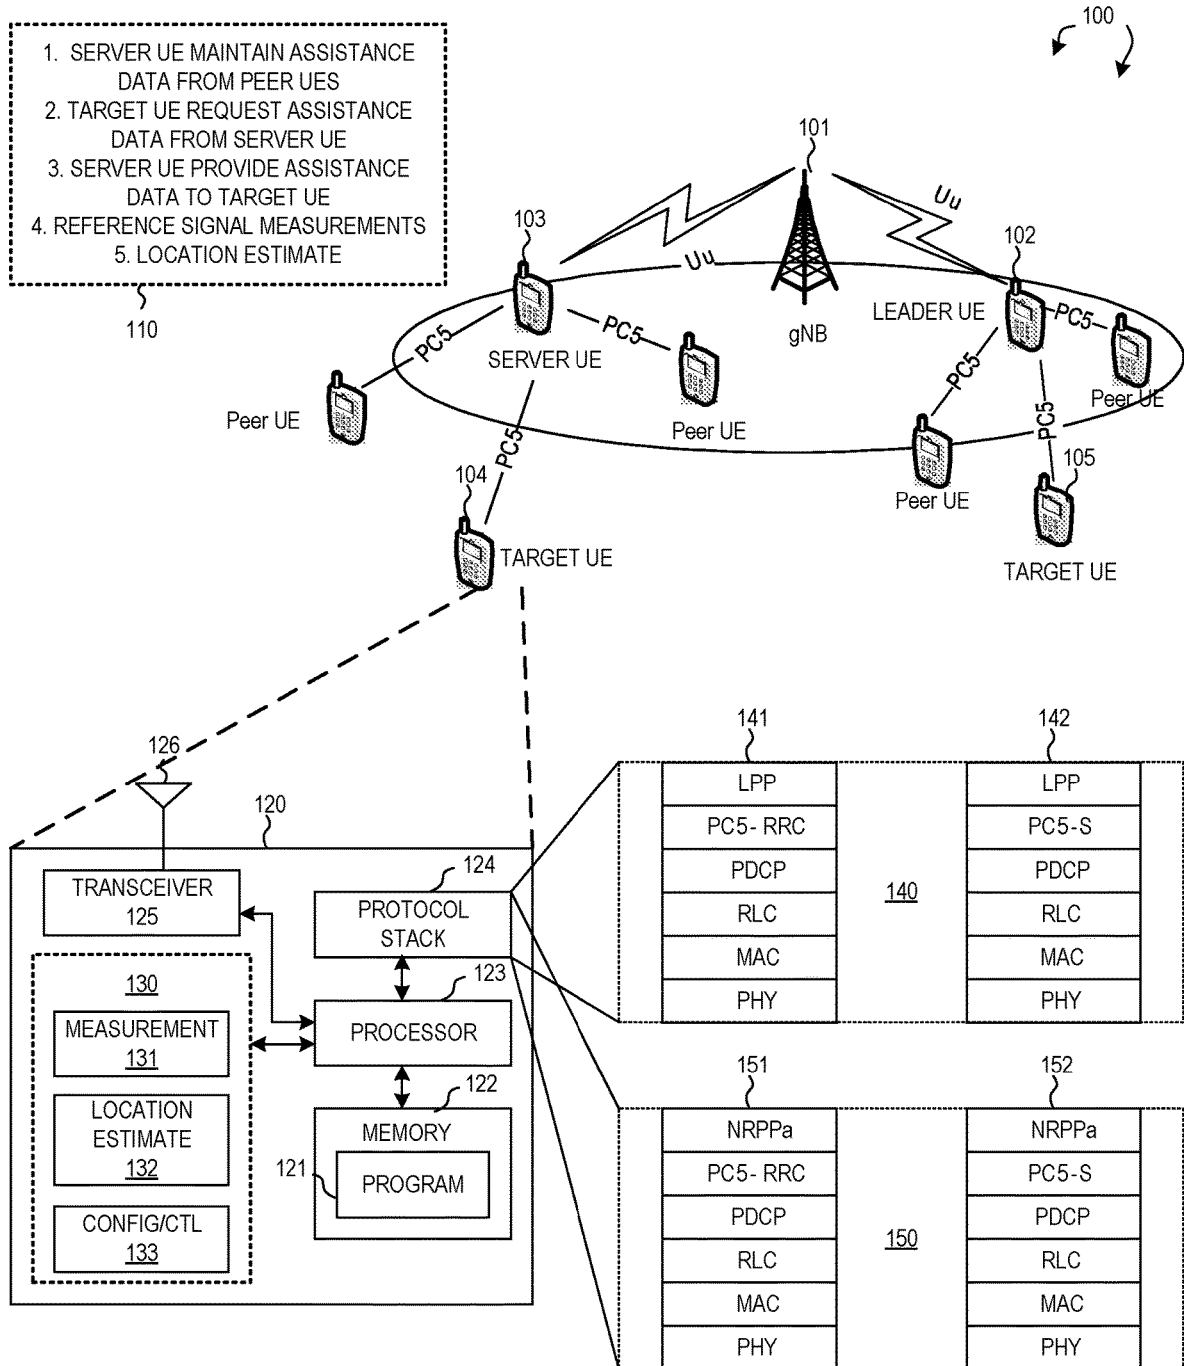 100
1. SERVER UE MAINTAIN ASSISTANCE
DATA FROM PEER UES
2. TARGET UE REQUEST ASSISTANCE
DATA FROM SERVER UE
3. SERVER UE PROVIDE ASSISTANCE
DATA TO TARGET UE
4. REFERENCE SIGNAL MEASUREMENTS
5. LOCATION ESTIMATE
110
101
Uu
Uu
103
102
LEADER UE
gNB
PC5
PC5
PC5
SERVER UE
PC5
Peer UE
Peer UE
Peer UE
PC5
PC5
104
105
Peer UE
TARGET UE
TARGET UE
126
120
TRANSCEIVER
125
124
PROTOCOL
STACK
130
123
MEASUREMENT
131
PROCESSOR
LOCATION
ESTIMATE
132
122
MEMORY
121
PROGRAM
CONFIG/CTL
133
141
142
LPP
LPP
PC5-RRC
PC5-S
PDCP
PDCP
140
RLC
RLC
MAC
MAC
PHY
PHY
151
152
NRPPa
NRPPa
PC5-RRC
PC5-S
PDCP
PDCP
150
RLC
RLC
MAC
MAC
PHY
PHY